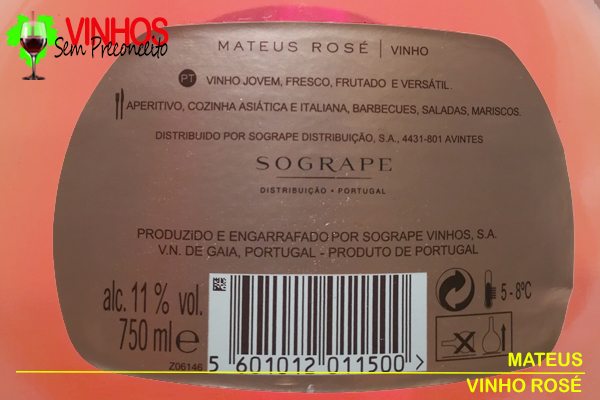 VINHOS
Sem Preconceito
MATEUS ROSÉ | VINHO
PT VINHO JOVEM, FRESCO, FRUTADO E VERSÁTIL.
APERITIVO, COZINHA ÀSIÁTICA E ITALIANA, BARBECUES, SALADAS, MARISCOS.
DISTRIBUIDO POR SOGRAPE DISTRIBUIÇÃO, S.A., 4431-801 AVINTES
SOGRAPE
DISTRIBUIÇÃO • PORTUGAL
PRODUZIDO E ENGARRAFADO POR SOGRAPE VINHOS, S.A.
V.N. DE GAIA, PORTUGAL - PRODUTO DE PORTUGAL
alc. 11 % vol.
750 ml e
Z06146
5 601012 011500 >
5 - 8ºC
MATEUS
VINHO ROSÉ